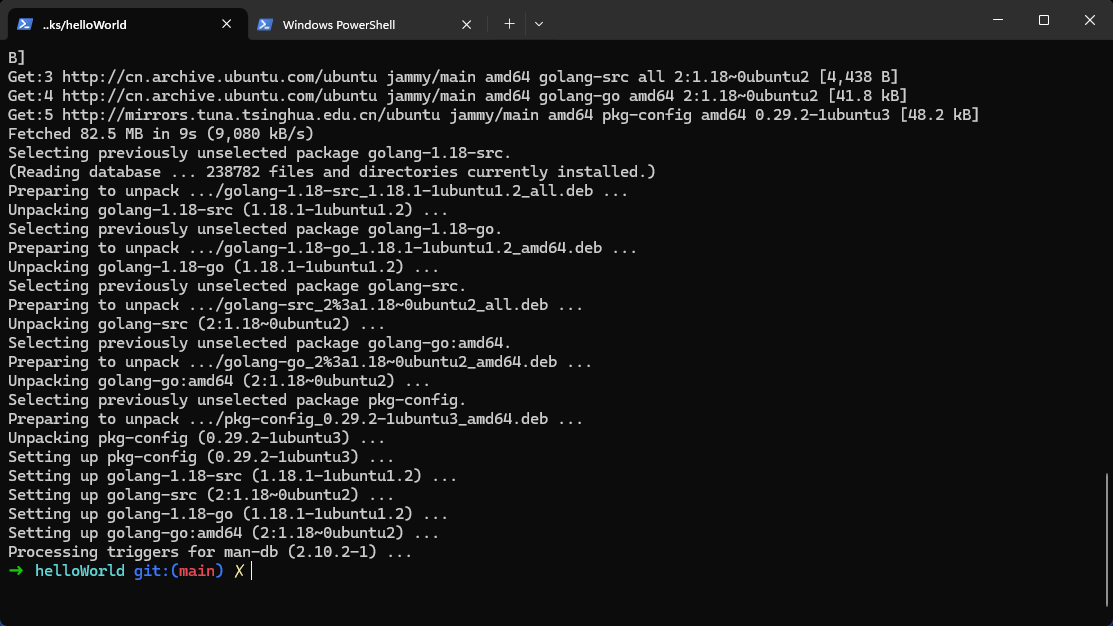 ..ks/helloWorld
Windows PowerShell
B]
Get:3 http://cn.archive.ubuntu.com/ubuntu jammy/main amd64 golang-src all 2:1.18~0ubuntu2 [4,438 B]
Get:4 http://cn.archive.ubuntu.com/ubuntu jammy/main amd64 golang-go amd64 2:1.18~0ubuntu2 [41.8 kB]
Get:5 http://mirrors.tuna.tsinghua.edu.cn/ubuntu jammy/main amd64 pkg-config amd64 0.29.2-1ubuntu3 [48.2 kB]
Fetched 82.5 MB in 9s (9,080 kB/s)
Selecting previously unselected package golang-1.18-src.
(Reading database ... 238782 files and directories currently installed.)
Preparing to unpack .../golang-1.18-src_1.18.1-1ubuntu1.2_all.deb ...
Unpacking golang-1.18-src (1.18.1-1ubuntu1.2) ...
Selecting previously unselected package golang-1.18-go.
Preparing to unpack .../golang-1.18-go_1.18.1-1ubuntu1.2_amd64.deb ...
Unpacking golang-1.18-go (1.18.1-1ubuntu1.2) ...
Selecting previously unselected package golang-src.
Preparing to unpack .../golang-src_2%3a1.18~0ubuntu2_all.deb ...
Unpacking golang-src (2:1.18~0ubuntu2) ...
Selecting previously unselected package golang-go:amd64.
Preparing to unpack .../golang-go_2%3a1.18~0ubuntu2_amd64.deb ...
Unpacking golang-go:amd64 (2:1.18~0ubuntu2) ...
Selecting previously unselected package pkg-config.
Preparing to unpack .../pkg-config_0.29.2-1ubuntu3_amd64.deb ...
Unpacking pkg-config (0.29.2-1ubuntu3) ...
Setting up pkg-config (0.29.2-1ubuntu3) ...
Setting up golang-1.18-src (1.18.1-1ubuntu1.2) ...
Setting up golang-src (2:1.18~0ubuntu2) ...
Setting up golang-1.18-go (1.18.1-1ubuntu1.2) ...
Setting up golang-go:amd64 (2:1.18~0ubuntu2) ...
Processing triggers for man-db (2.10.2-1) ...
➜ helloWorld git:(main) ✗